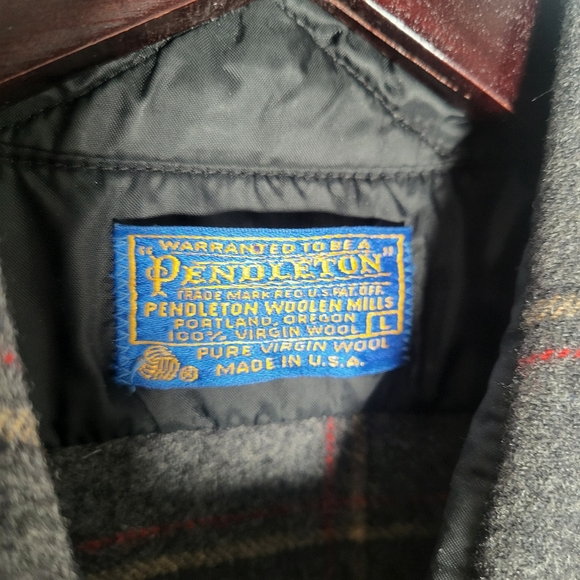 WARRANTED TO BE A
"PENDLETON"
TRADE MARK REG. U.S. PAT. OFF.
PENDLETON WOOLEN MILLS
PORTLAND, OREGON
100% VIRGIN WOOL L
PURE VIRGIN WOOL
MADE IN U.S.A.